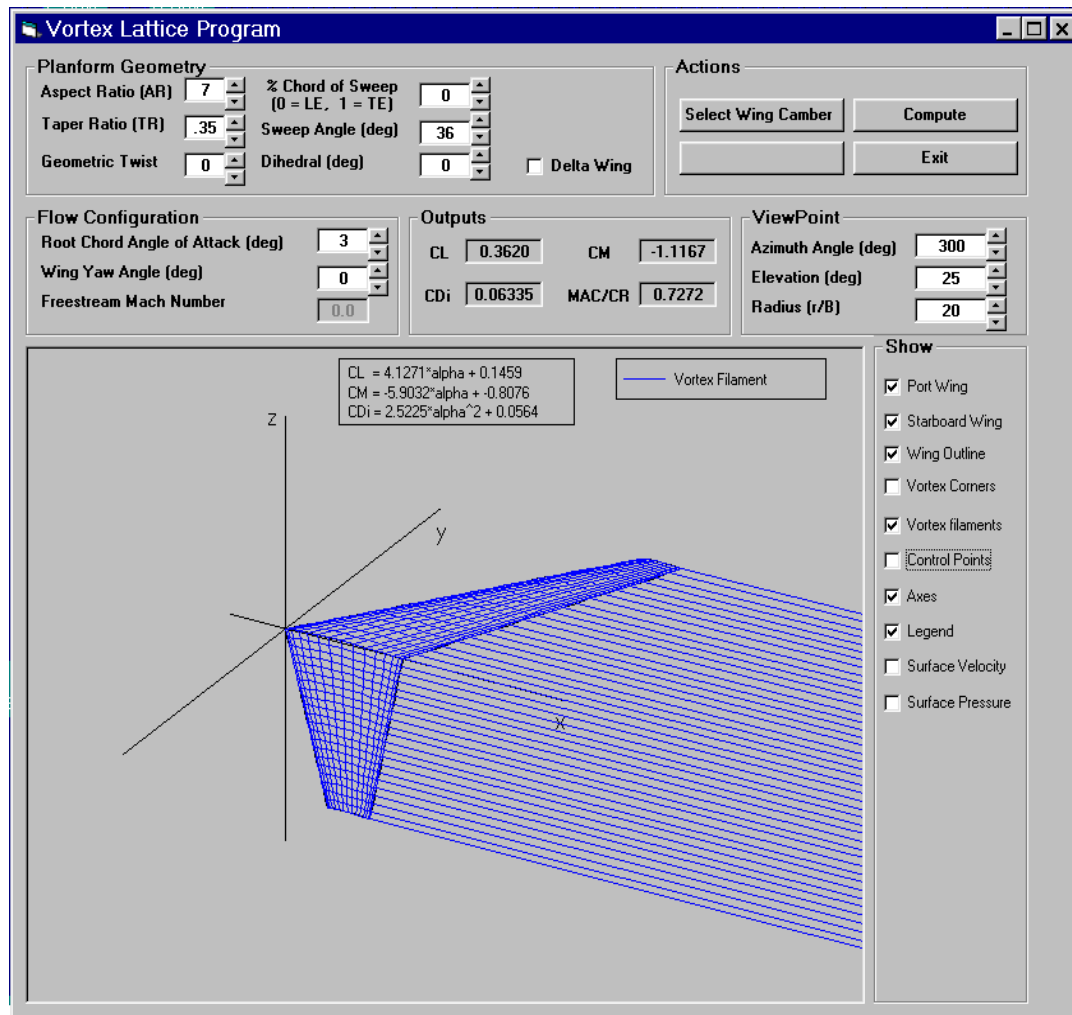 Vortex Lattice Program
Planform Geometry
Aspect Ratio (AR) 7
Taper Ratio (TR) .35
Geometric Twist 0
% Chord of Sweep
(0 = LE, 1 = TE) 0
Sweep Angle (deg) 36
Dihedral (deg) 0
Delta Wing
Actions
Select Wing Camber Compute
Exit
Flow Configuration
Root Chord Angle of Attack (deg) 3
Wing Yaw Angle (deg) 0
Freestream Mach Number 0.0
Outputs
CL 0.3620 CM -1.1167
CDi 0.06335 MAC/CR 0.7272
ViewPoint
Azimuth Angle (deg) 300
Elevation (deg) 25
Radius (r/B) 20
CL = 4.1271*alpha + 0.1459
CM = -5.9032*alpha + -0.8076
CDi = 2.5225*alpha^2 + 0.0564
Vortex Filament
z
y
x
Show
Port Wing
Starboard Wing
Wing Outline
Vortex Corners
Vortex filaments
Control Points
Axes
Legend
Surface Velocity
Surface Pressure